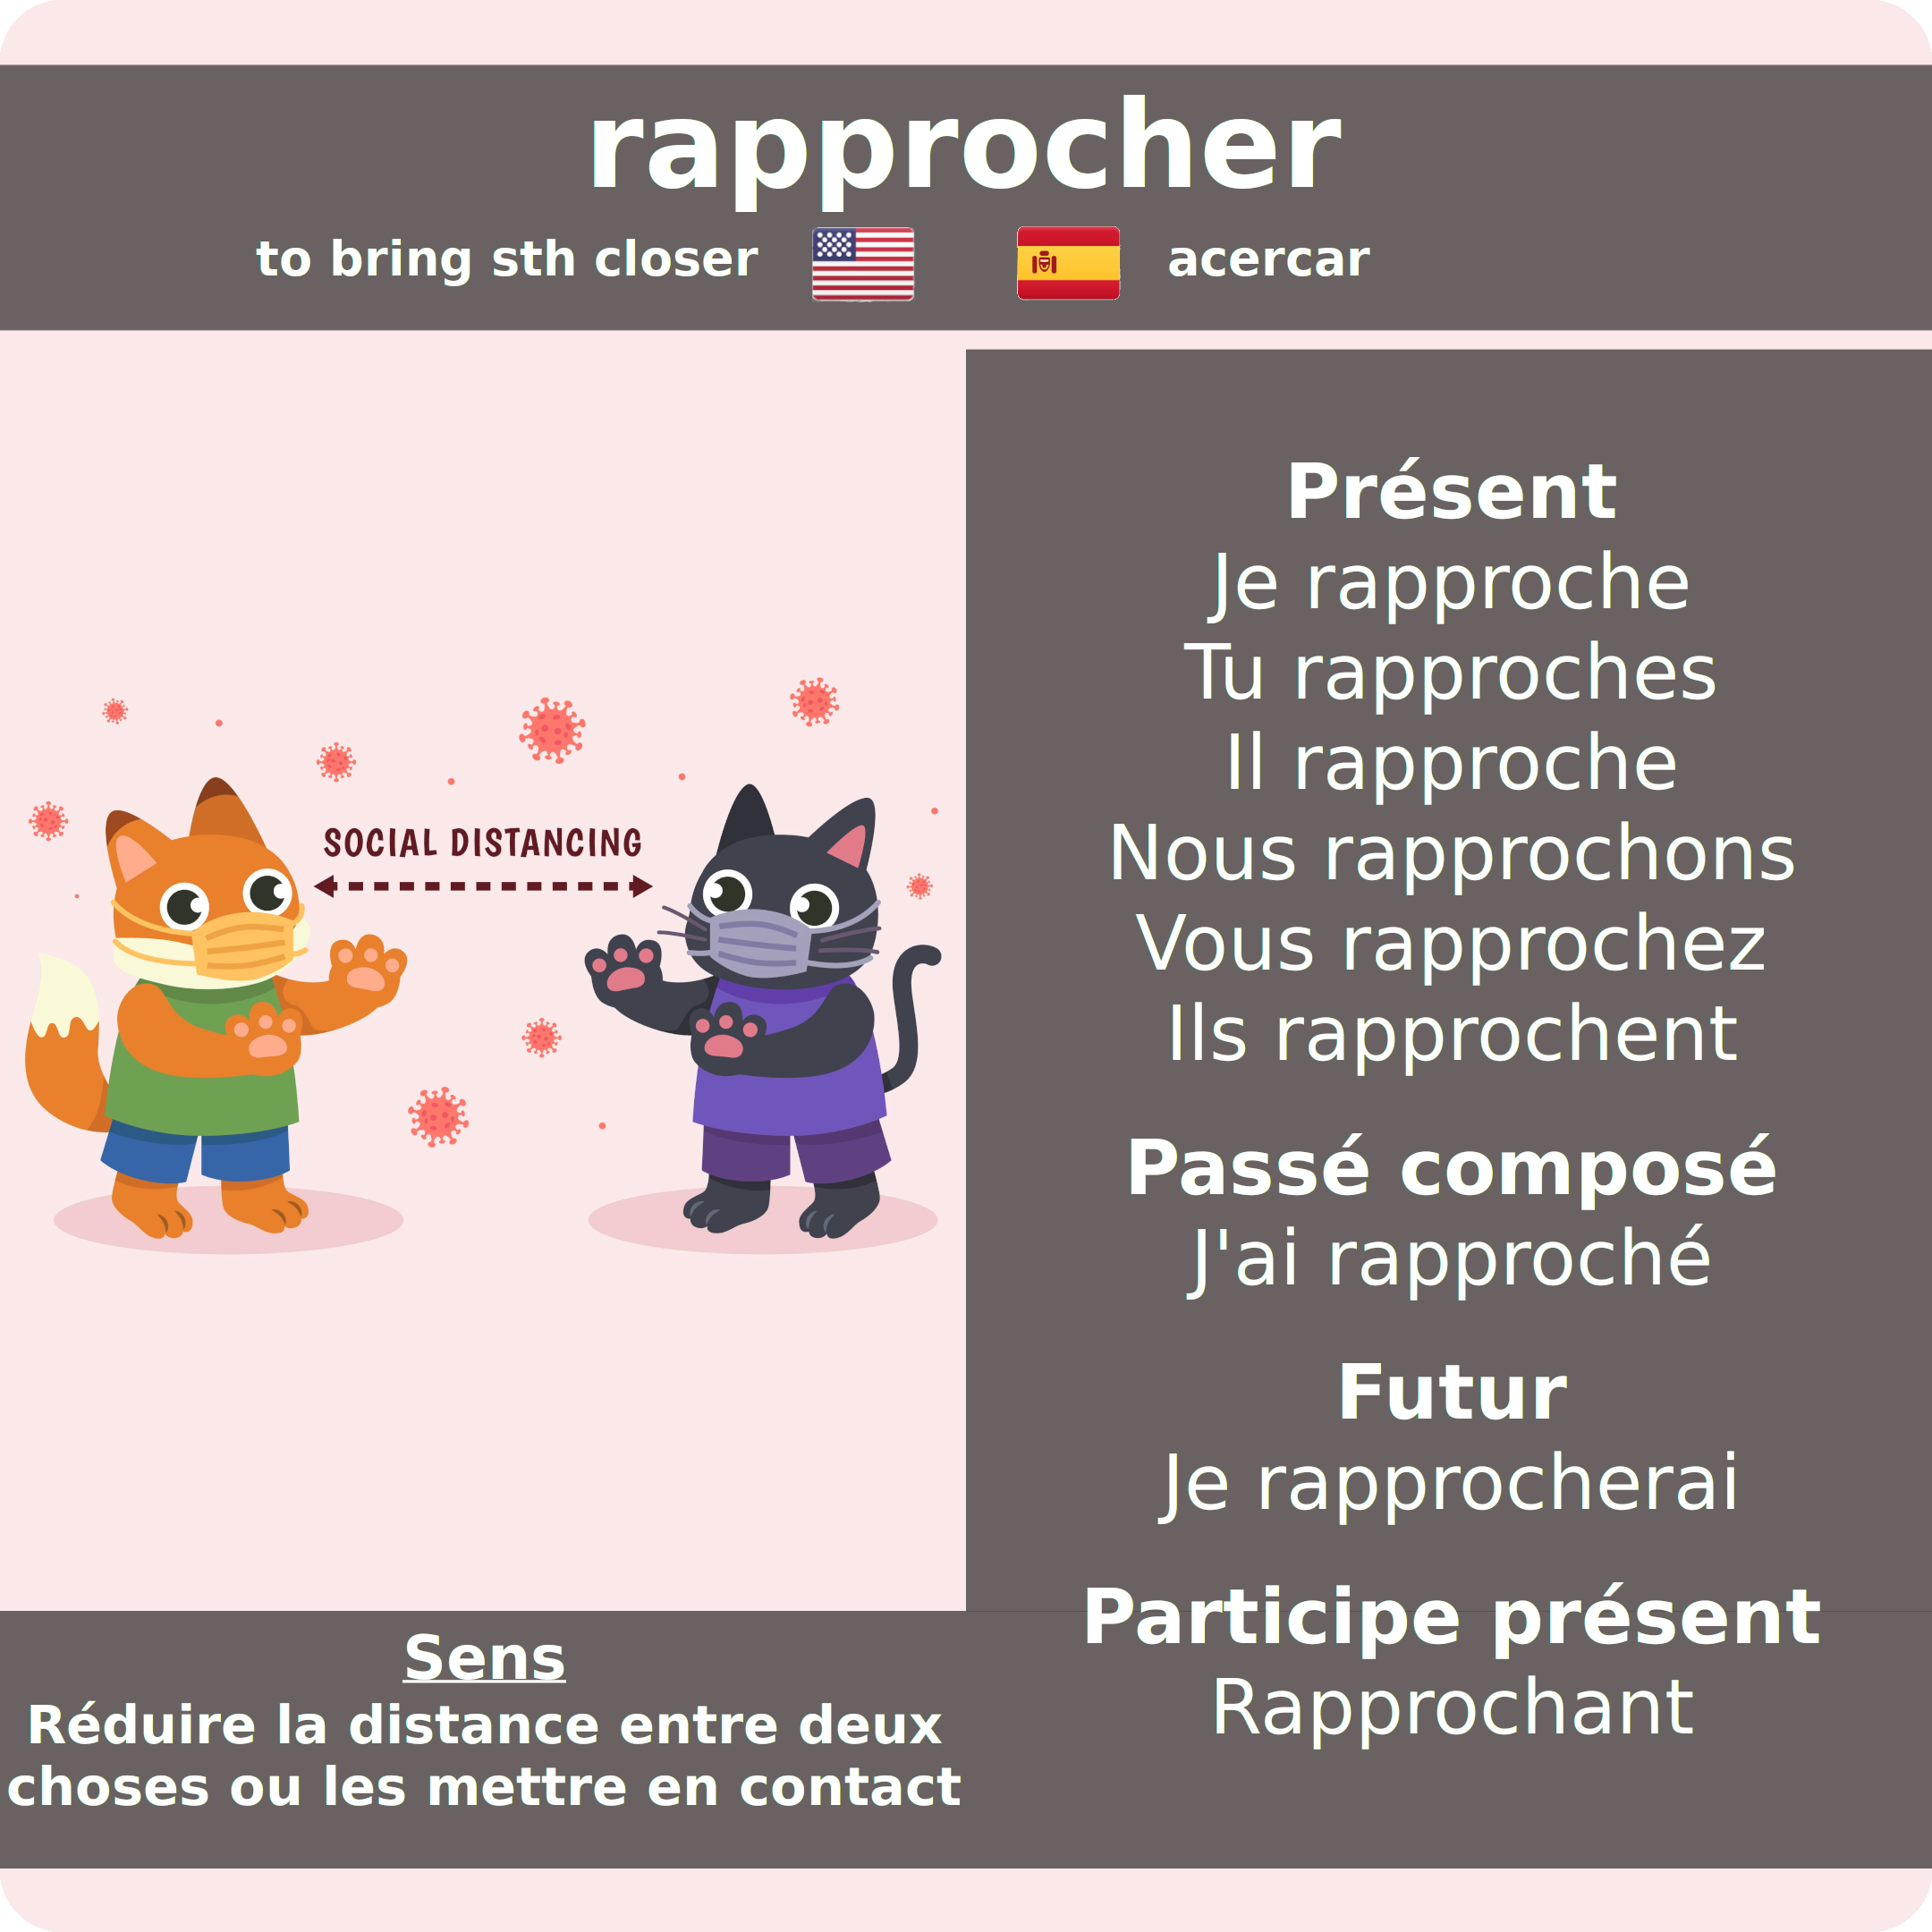 rapprocher
to bring sth closer
acercar
SOCIAL DISTANCING
Présent
Je rapproche
Tu rapproches
Il rapproche
Nous rapprochons
Vous rapprochez
Ils rapprochent
Passé composé
J'ai rapproché
Futur
Je rapprocherai
Participe présent
Rapprochant
Sens
Réduire la distance entre deux
choses ou les mettre en contact